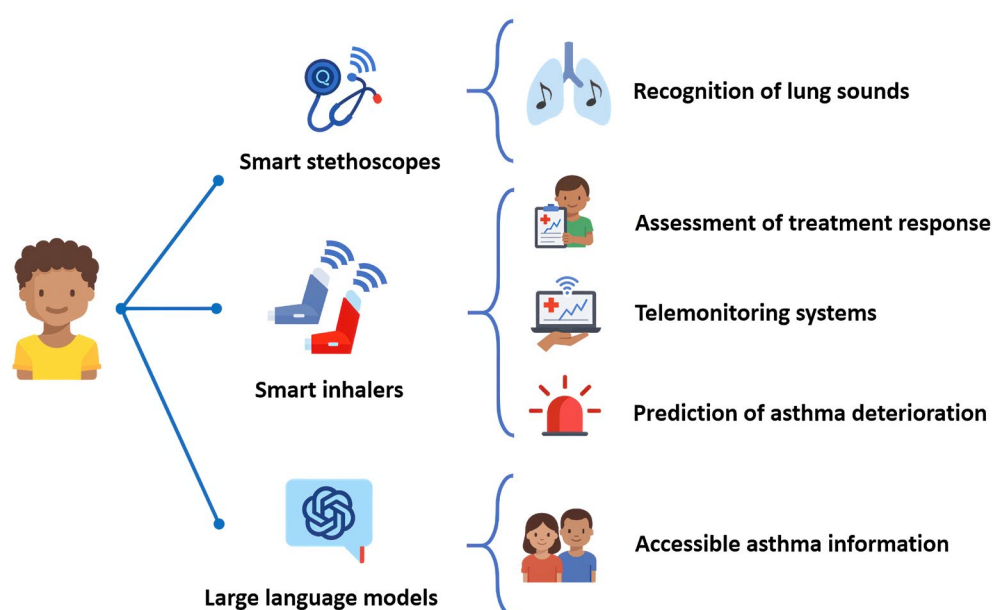 Smart stethoscopes
Recognition of lung sounds
Smart inhalers
Assessment of treatment response
Telemonitoring systems
Prediction of asthma deterioration
Large language models
Accessible asthma information